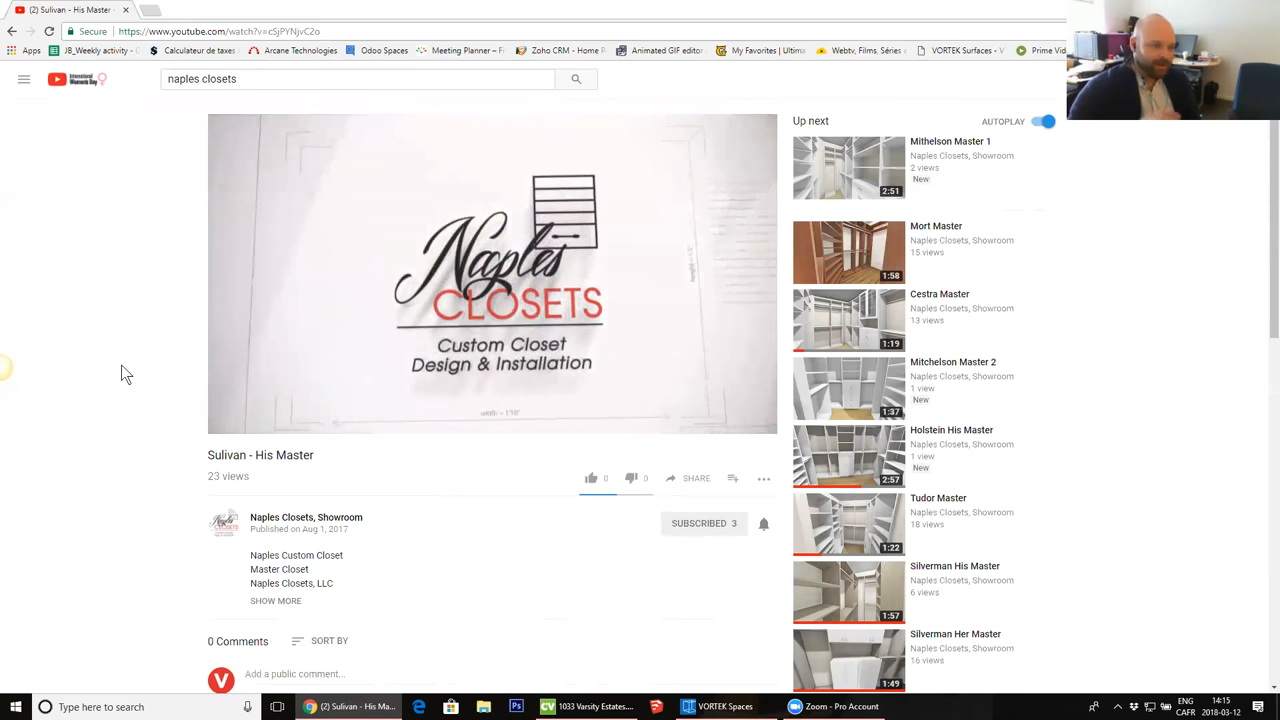 (2) Sulivan - His Master
Secure
https://www.youtube.com/watch?v=cSjPYNjvC2o
Apps
JB_Weekly activity -
Calculateur de taxes
Arcane Technologies
Odoo Spaces
Meeting Planner – Fi
Zoho CRM - Home P
Animated GIF editor
My Favorites | Ultima
Webtv, Films, Séries
VORTEK Surfaces -
Prime Vid
International
Women's Day
naples closets
Naples
CLOSETS
Custom Closet
Design & Installation
Sulivan - His Master
23 views
0
0
SHARE
Naples Closets, Showroom
Published on Aug 1, 2017
SUBSCRIBED 3
Naples Custom Closet
Master Closet
Naples Closets, LLC
SHOW MORE
0 Comments
SORT BY
V
Add a public comment...
Up next
AUTOPLAY
Mithelson Master 1
Naples Closets, Showroom
2 views
New
2:51
Mort Master
Naples Closets, Showroom
15 views
1:58
Cestra Master
Naples Closets, Showroom
13 views
1:19
Mitchelson Master 2
Naples Closets, Showroom
1 view
New
1:37
Holstein His Master
Naples Closets, Showroom
1 view
New
2:57
Tudor Master
Naples Closets, Showroom
18 views
1:22
Silverman His Master
Naples Closets, Showroom
6 views
1:57
Silverman Her Master
Naples Closets, Showroom
16 views
1:49
Type here to search
(2) Sulivan - His Ma...
Ps
CV
1033 Varsity Estates....
VORTEK Spaces
Zoom - Pro Account
ENG
CAFR
14:15
2018-03-12